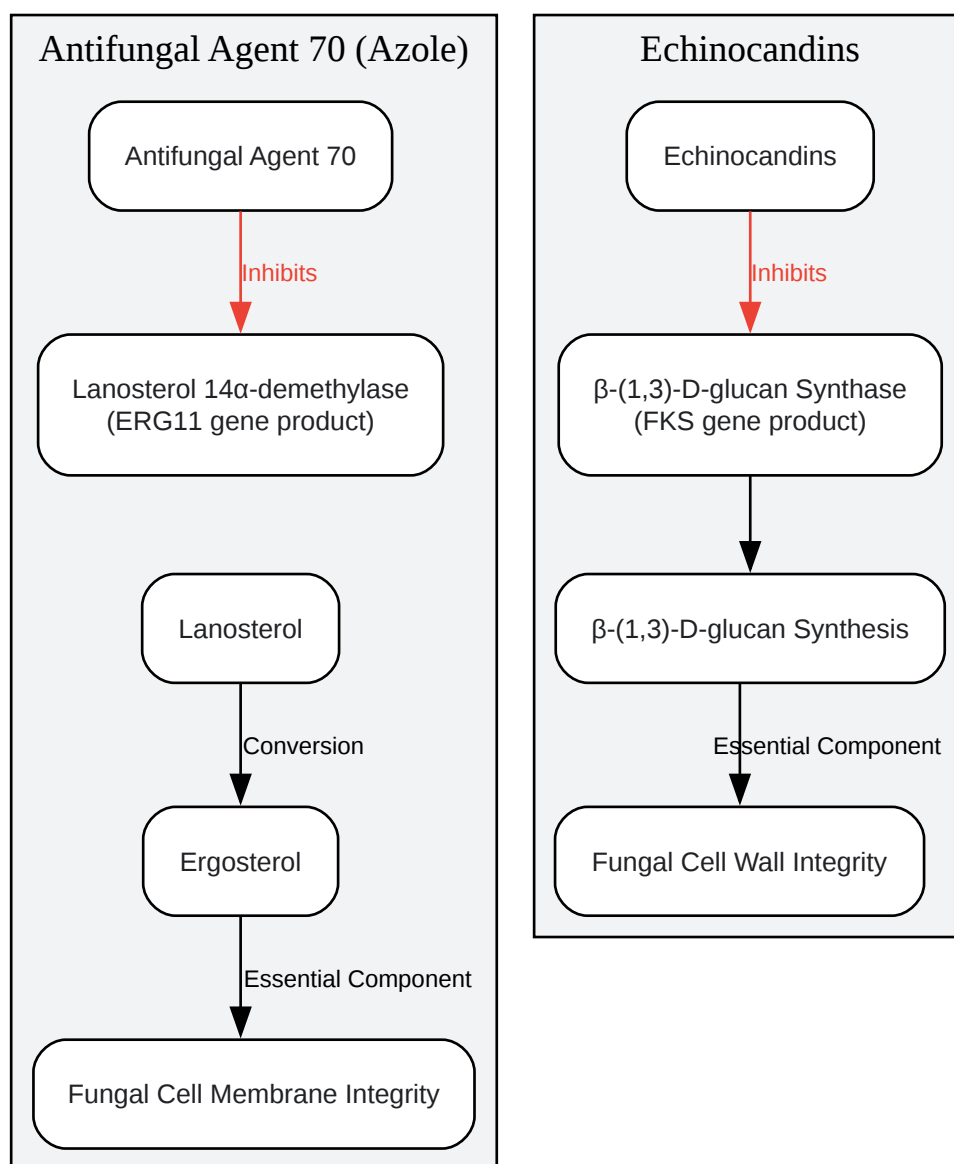 Antifungal Agent 70 (Azole)
Antifungal Agent 70
Inhibits
Lanosterol 14α-demethylase
(ERG11 gene product)
Lanosterol
Conversion
Ergosterol
Essential Component
Fungal Cell Membrane Integrity
Echinocandins
Echinocandins
Inhibits
β-(1,3)-D-glucan Synthase
(FKS gene product)
β-(1,3)-D-glucan Synthesis
Essential Component
Fungal Cell Wall Integrity